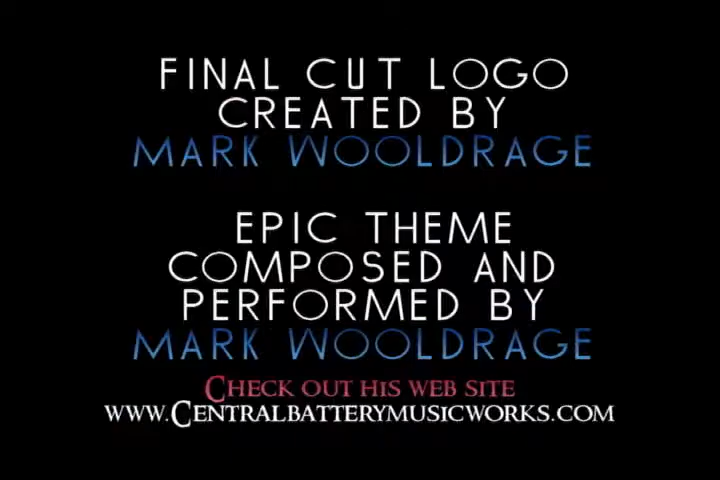 FINAL CUT LOGO
CREATED BY
MARK WOOLDRAGE
EPIC THEME
COMPOSED AND
PERFORMED BY
MARK WOOLDRAGE
CHECK OUT HIS WEB SITE
WWW.CENTRALBATTERYMUSICWORKS.COM